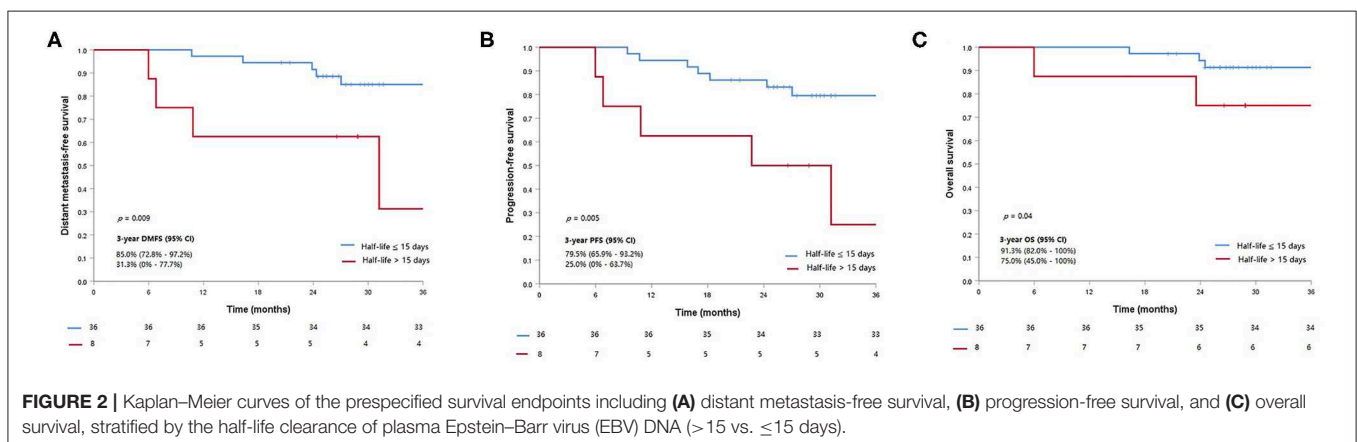 A
Distant metastasis-free survival
1.0
0.9
0.8
0.7
0.6
0.5
0.4
0.3
0.2
0.1
0.0
p = 0.009
3-year DMFS (95% CI)
85.0% (72.8% - 97.2%)
31.3% (0% - 77.7%)
Half-life ≤ 15 days
Half-life > 15 days
0 6 12 18 24 30 36
Time (months)
36 36 36 35 34 34 33
8 7 5 5 5 4 4
B
Progression-free survival
1.0
0.9
0.8
0.7
0.6
0.5
0.4
0.3
0.2
0.1
0.0
p = 0.005
3-year PFS (95% CI)
79.5% (65.9% - 93.2%)
25.0% (0% - 63.7%)
Half-life ≤ 15 days
Half-life > 15 days
0 6 12 18 24 30 36
Time (months)
36 36 36 35 34 33 33
8 7 5 5 5 5 4
C
Overall survival
1.0
0.9
0.8
0.7
0.6
0.5
0.4
0.3
0.2
0.1
0.0
p = 0.04
3-year OS (95% CI)
91.3% (82.0% - 100%)
75.0% (45.0% - 100%)
Half-life ≤ 15 days
Half-life > 15 days
0 6 12 18 24 30 36
Time (months)
36 36 36 35 35 34 34
8 7 7 7 6 6 6
FIGURE 2 | Kaplan–Meier curves of the prespecified survival endpoints including (A) distant metastasis-free survival, (B) progression-free survival, and (C) overall
survival, stratified by the half-life clearance of plasma Epstein–Barr virus (EBV) DNA (>15 vs. ≤15 days).